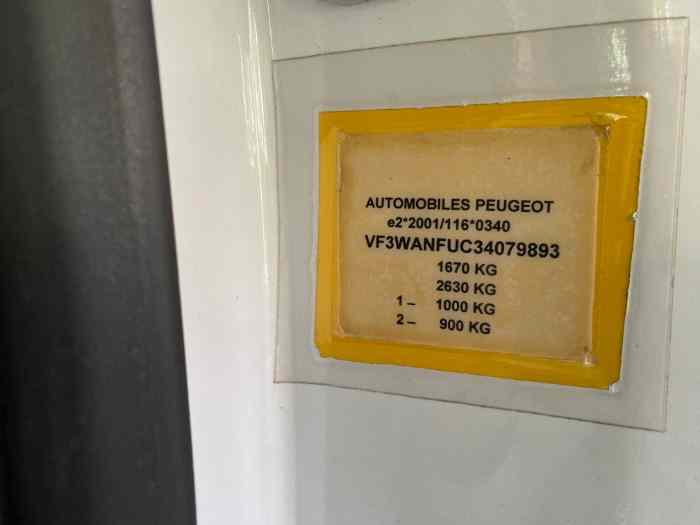 AUTOMOBILES PEUGEOT
e2*2001/116*0340
VF3WANFUC34079893
1670 KG
2630 KG
1– 1000 KG
2– 900 KG